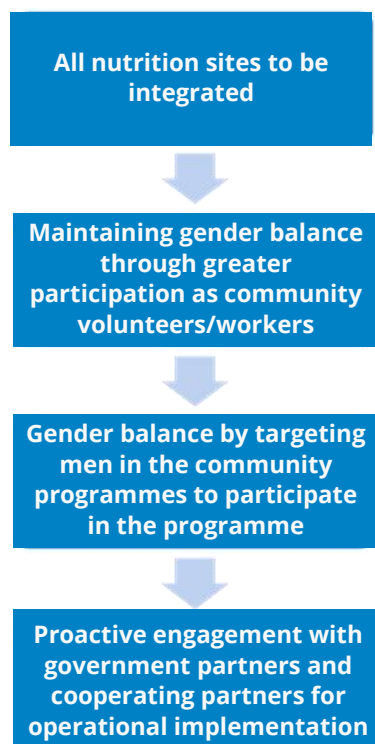 All nutrition sites to be
integrated
Maintaining gender balance
through greater
participation as community
volunteers/workers
Gender balance by targeting
men in the community
programmes to participate
in the programme
Proactive engagement with
government partners and
cooperating partners for
operational implementation